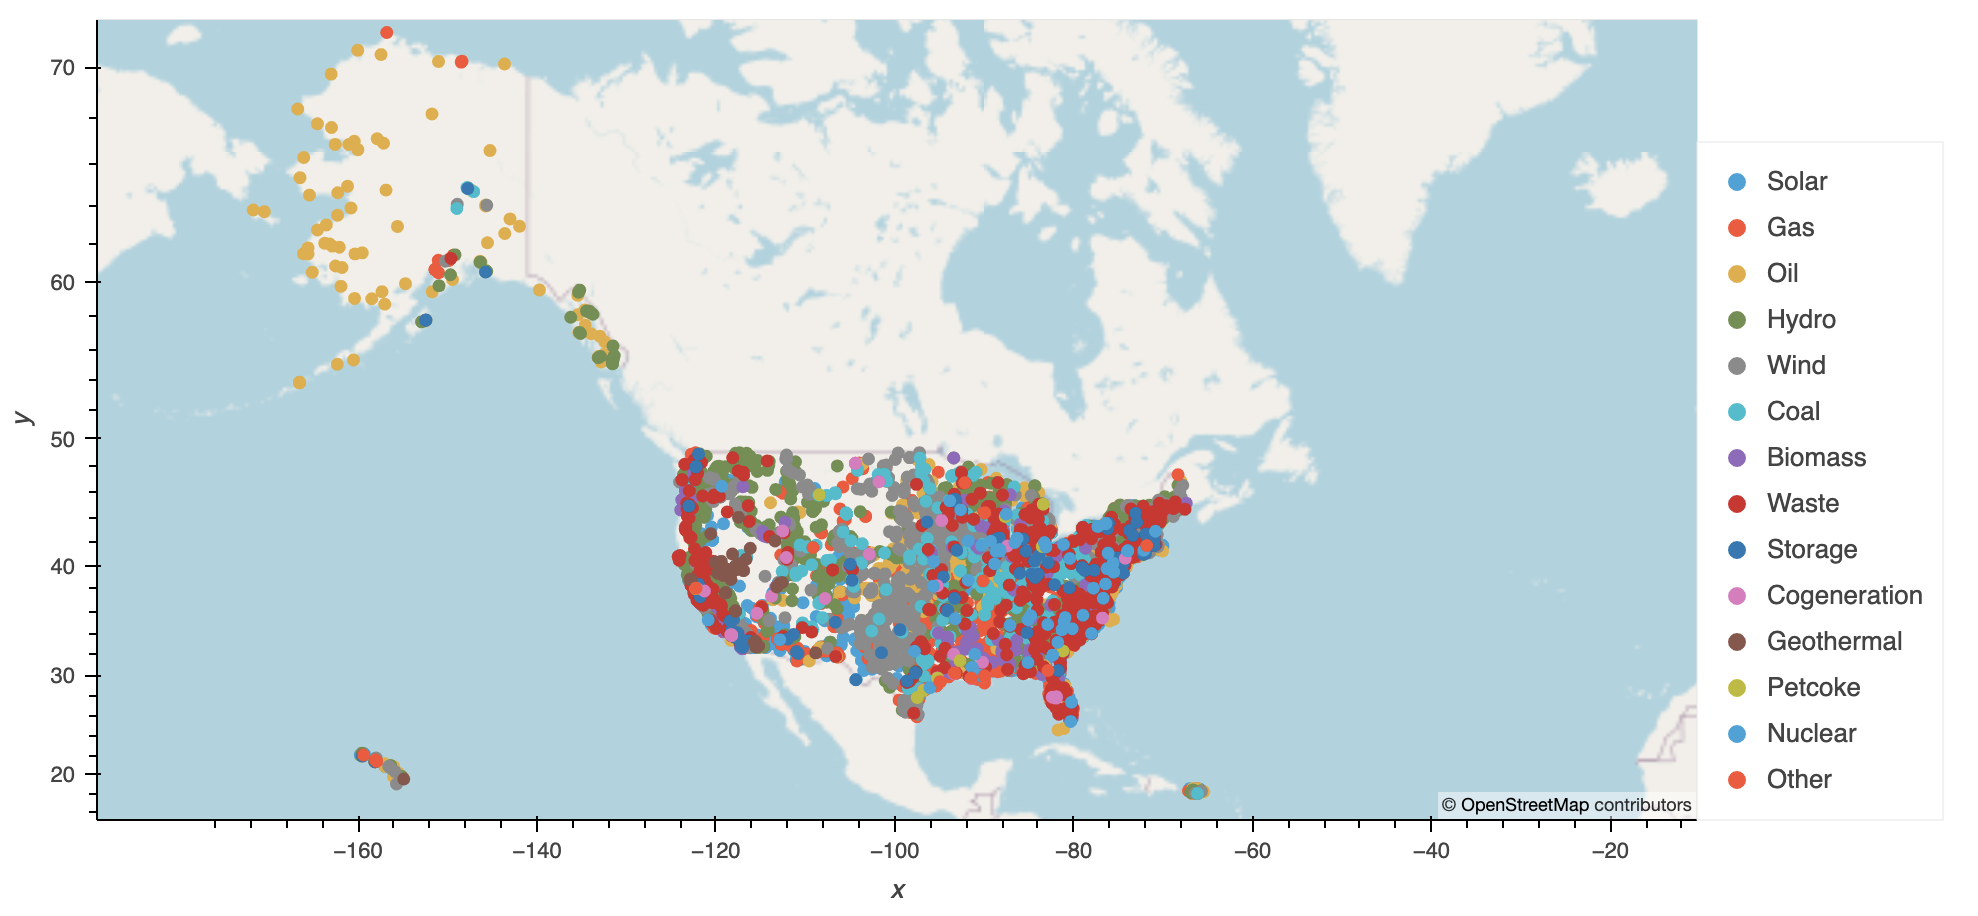 70
60
50
40
30
20
y
−160
−140
−120
−100
−80
−60
−40
−20
x
Solar
Gas
Oil
Hydro
Wind
Coal
Biomass
Waste
Storage
Cogeneration
Geothermal
Petcoke
Nuclear
Other
© OpenStreetMap contributors